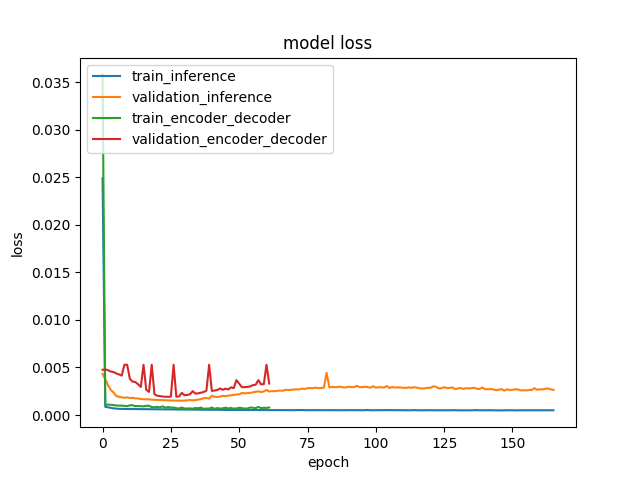 model loss
train_inference
validation_inference
train_encoder_decoder
validation_encoder_decoder
0.035
0.030
0.025
0.020
0.015
0.010
0.005
0.000
loss
0 25 50 75 100 125 150
epoch